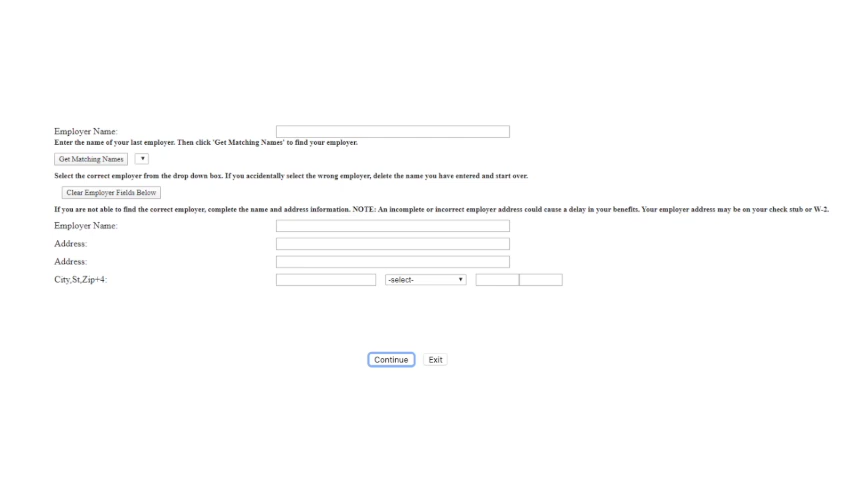 Employer Name:
Enter the name of your last employer. Then click 'Get Matching Names' to find your employer.
Get Matching Names
Select the correct employer from the drop down box. If you accidentally select the wrong employer, delete the name you have entered and start over.
Clear Employer Fields Below
If you are not able to find the correct employer, complete the name and address information. NOTE: An incomplete or incorrect employer address could cause a delay in your benefits. Your employer address may be on your check stub or W-2.
Employer Name:
Address:
Address:
City,St,Zip+4: -select-
Continue Exit